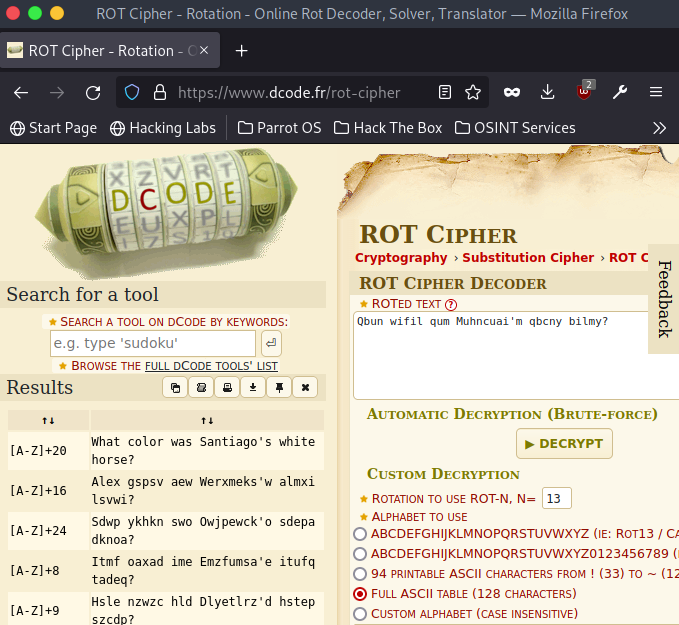 ROT Cipher - Rotation - Online Rot Decoder, Solver, Translator — Mozilla Firefox
ROT Cipher - Rotation - O
https://www.dcode.fr/rot-cipher
2
Start Page Hacking Labs Parrot OS Hack The Box OSINT Services
X Z V R T
D C O D E
E U X P L
ROT Cipher
Cryptography › Substitution Cipher › ROT C
Feedback
Search for a tool
Search a tool on dCode by keywords:
e.g. type 'sudoku'
Browse the full dCode tools' list
Results
↑↓ ↑↓
[A-Z]+20 What color was Santiago's white
horse?
[A-Z]+16 Alex gspsv aew Werxmeks'w almxi
lsvwi?
[A-Z]+24 Sdwp ykhkn swo Owjpewck'o sdepa
dknoa?
[A-Z]+8 Itmf oaxad ime Emzfumsa'e itufq
tadeq?
[A-Z]+9 Hsle nzwzc hld Dlyetlrz'd hstep
szcdp?
ROT Cipher Decoder
ROTed text ?
Qbun wifil qum Muhncuai'm qbcny bilmy?
Automatic Decryption (Brute-force)
▶ DECRYPT
Custom Decryption
Rotation to use ROT-N, N= 13
Alphabet to use
ABCDEFGHIJKLMNOPQRSTUVWXYZ (ie: Rot13 / CA
ABCDEFGHIJKLMNOPQRSTUVWXYZ0123456789 (
94 printable ASCII characters from ! (33) to ~ (12
Full ASCII table (128 characters)
Custom alphabet (case insensitive)